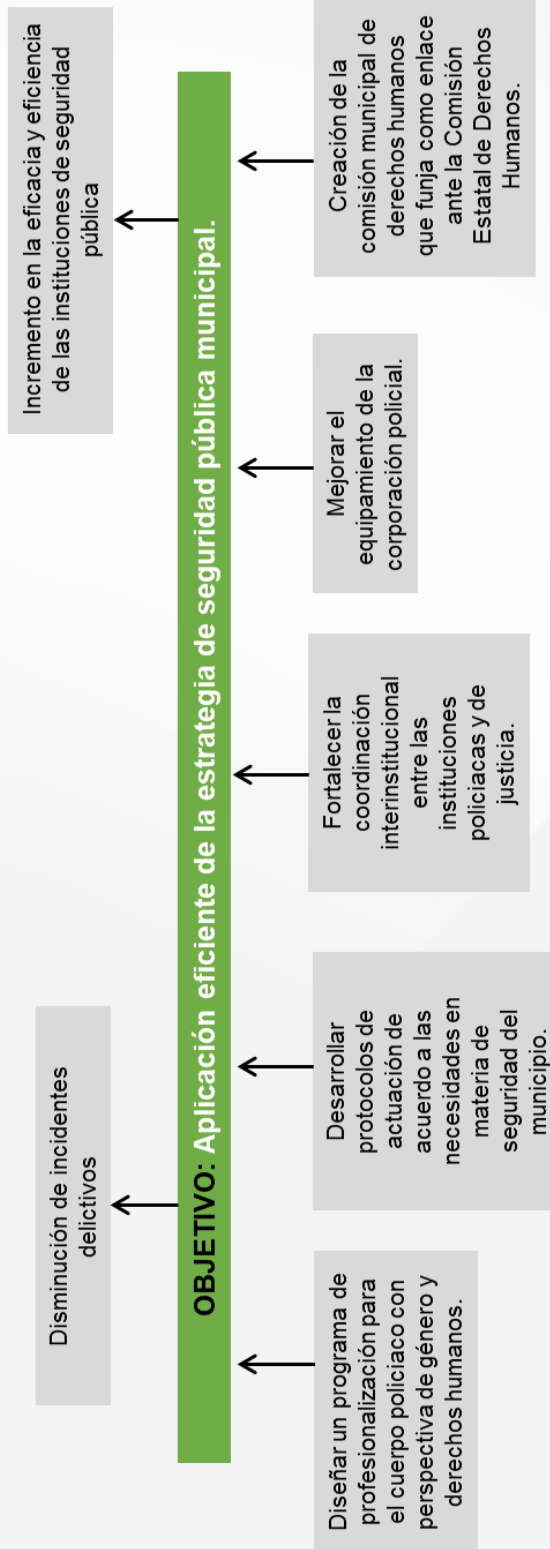 Disminución de incidentes
delictivos
Incremento en la eficacia y eficiencia
de las instituciones de seguridad
pública
OBJETIVO: Aplicación eficiente de la estrategia de seguridad pública municipal.
Diseñar un programa de
profesionalización para
el cuerpo policiaco con
perspectiva de género y
derechos humanos.
Desarrollar
protocolos de
actuación de
acuerdo a las
necesidades en
materia de
seguridad del
municipio.
Fortalecer la
coordinación
interinstitucional
entre las
instituciones
policiacas y de
justicia.
Mejorar el
equipamiento de la
corporación policial.
Creación de la
comisión municipal de
derechos humanos
que funja como enlace
ante la Comisión
Estatal de Derechos
Humanos.